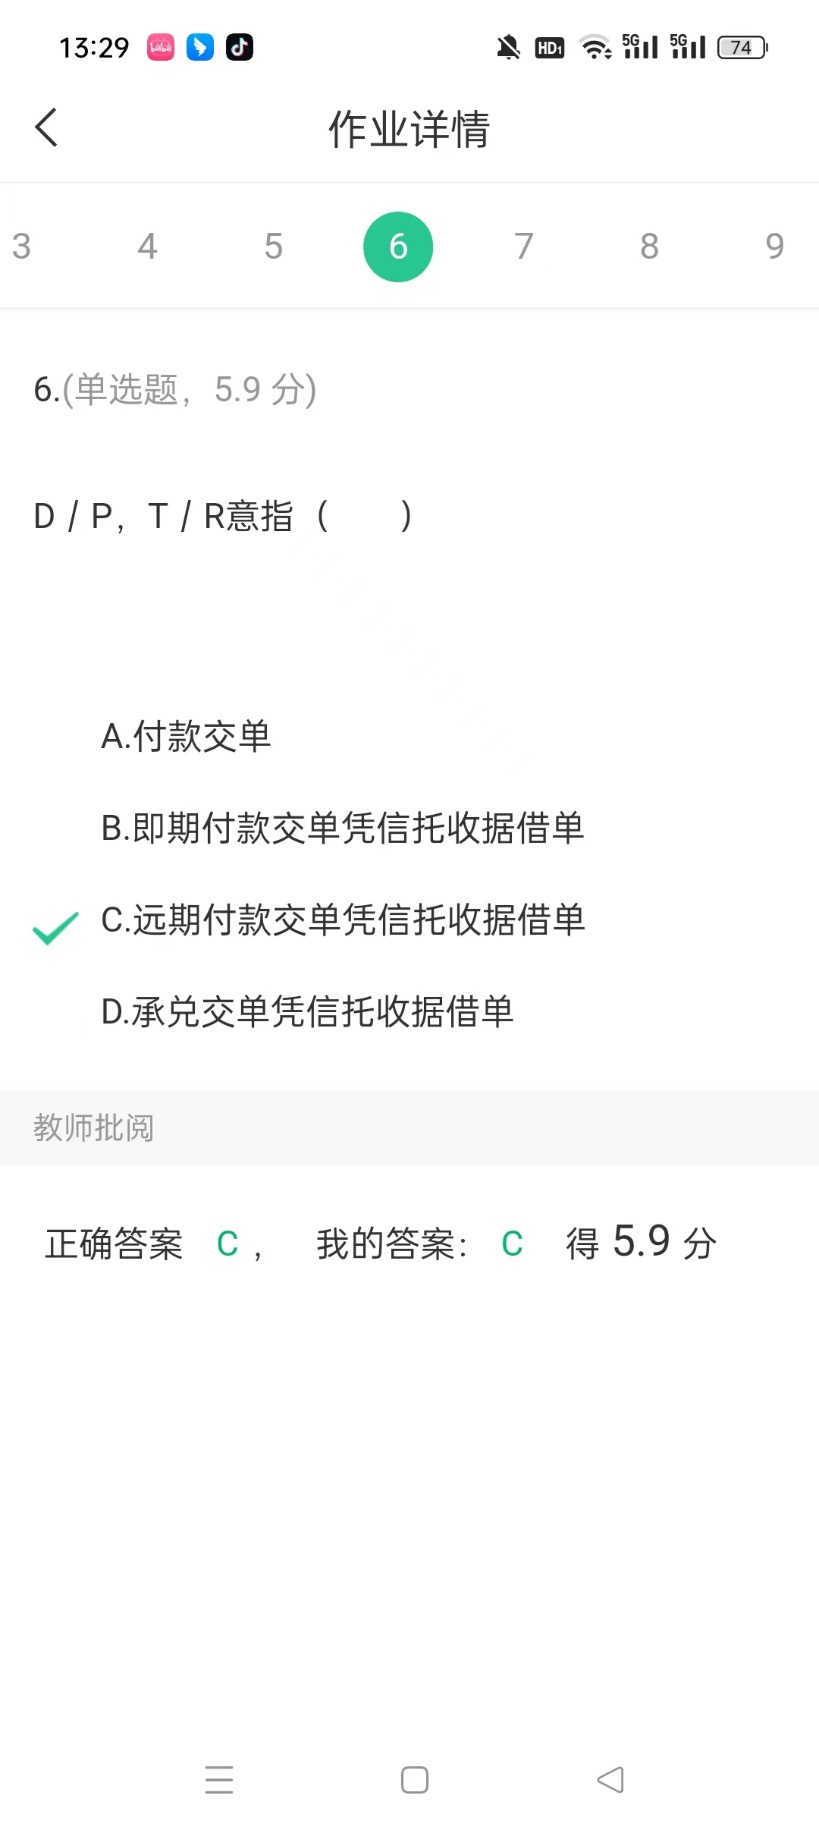 13:29 HD1 5G 5G 74
作业详情
3 4 5 6 7 8 9
6.(单选题，5.9 分)
D / P，T / R意指（　　）
A.付款交单
B.即期付款交单凭信托收据借单
C.远期付款交单凭信托收据借单
D.承兑交单凭信托收据借单
教师批阅
正确答案 C ， 我的答案： C 得 5.9 分